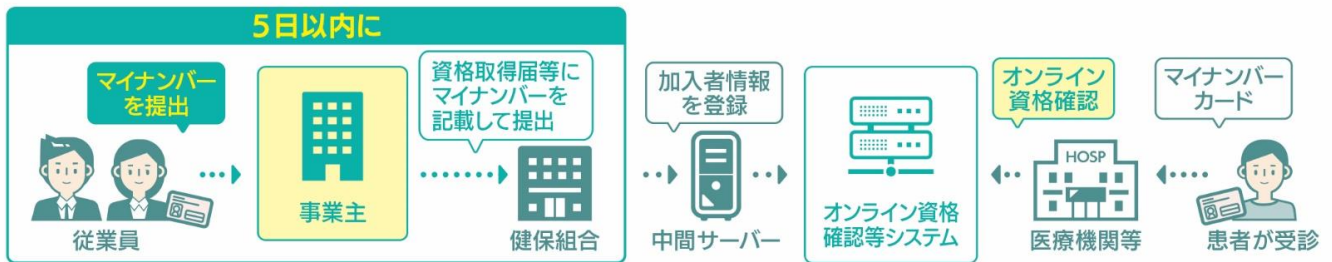 5日以内に
マイナンバー
を提出
従業員
事業主
資格取得届等に
マイナンバーを
記載して提出
健保組合
加入者情報
を登録
中間サーバー
オンライン資格
確認等システム
オンライン
資格確認
HOSP
医療機関等
マイナンバー
カード
患者が受診